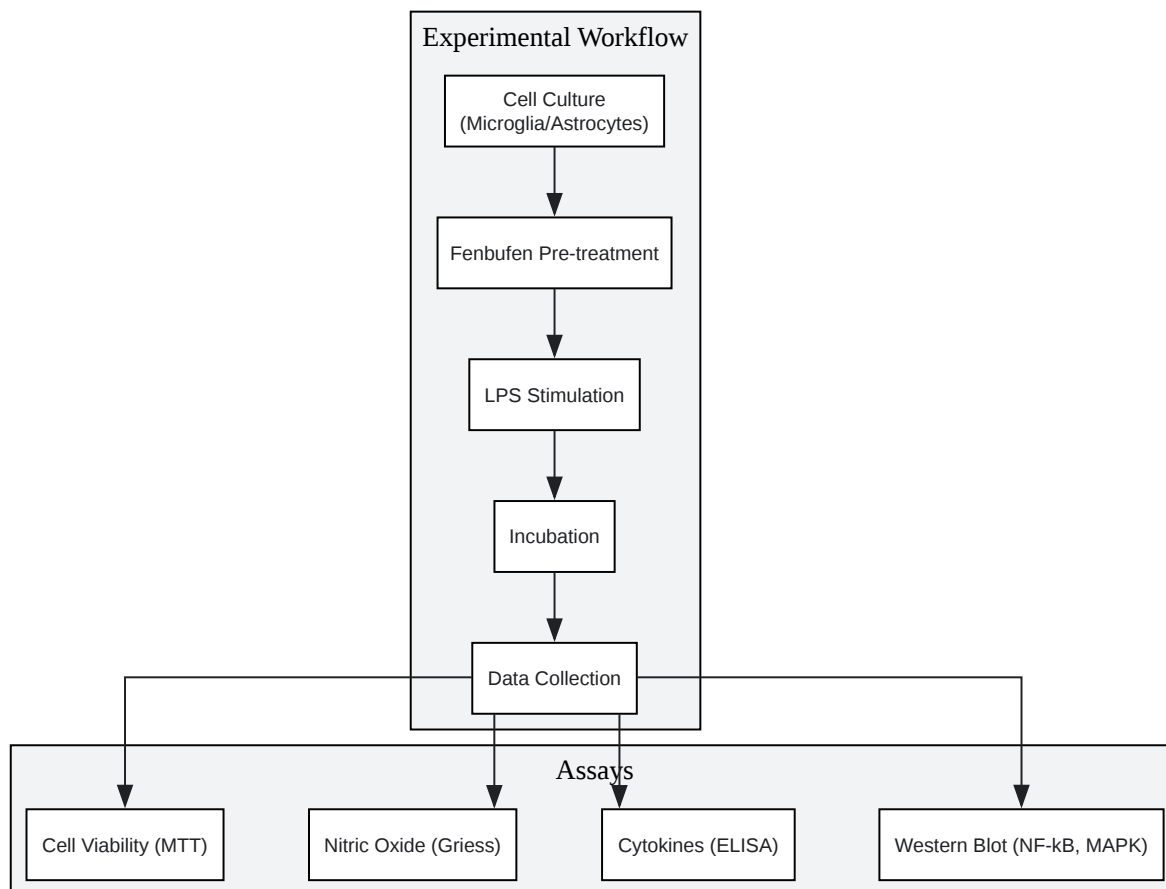 Experimental Workflow
Cell Culture
(Microglia/Astrocytes)
Fenbufen Pre-treatment
LPS Stimulation
Incubation
Data Collection
Assays
Cell Viability (MTT)
Nitric Oxide (Griess)
Cytokines (ELISA)
Western Blot (NF-kB, MAPK)